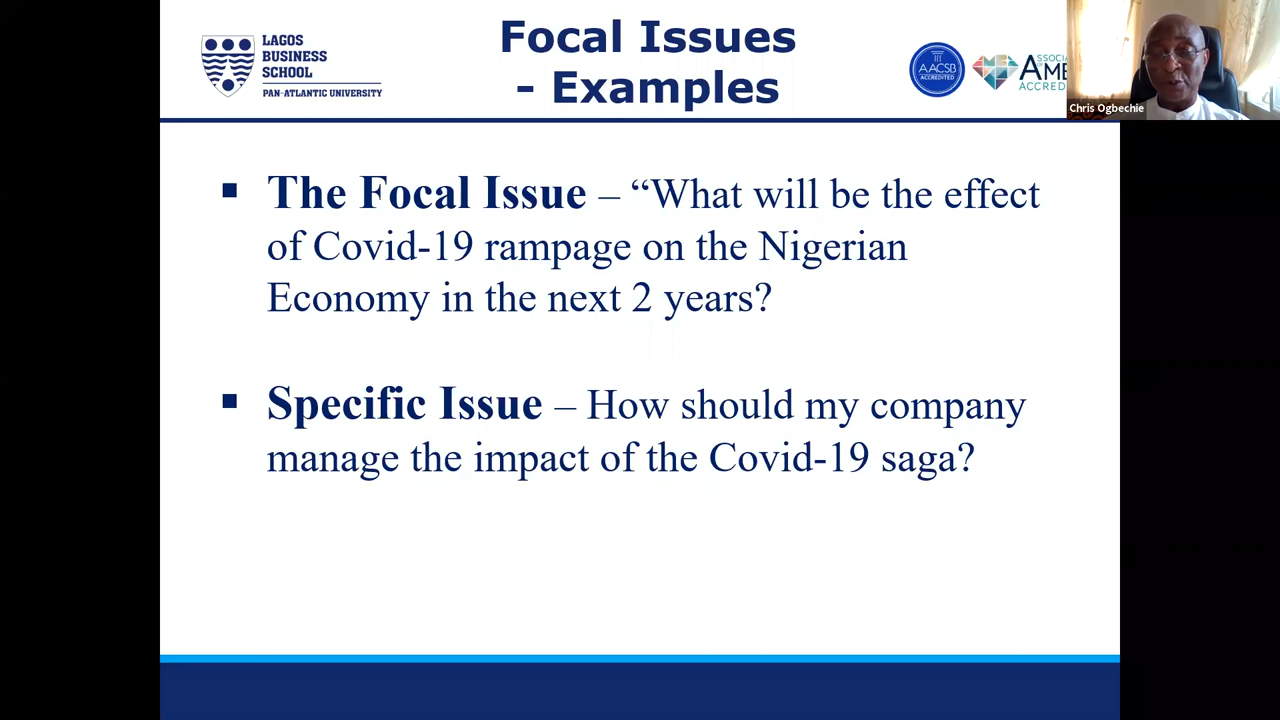 LAGOS
BUSINESS
SCHOOL
PAN-ATLANTIC UNIVERSITY
Focal Issues
- Examples
AACSB
ACCREDITED
Chris Ogbechie
▪ The Focal Issue – “What will be the effect
of Covid-19 rampage on the Nigerian
Economy in the next 2 years?
▪ Specific Issue – How should my company
manage the impact of the Covid-19 saga?